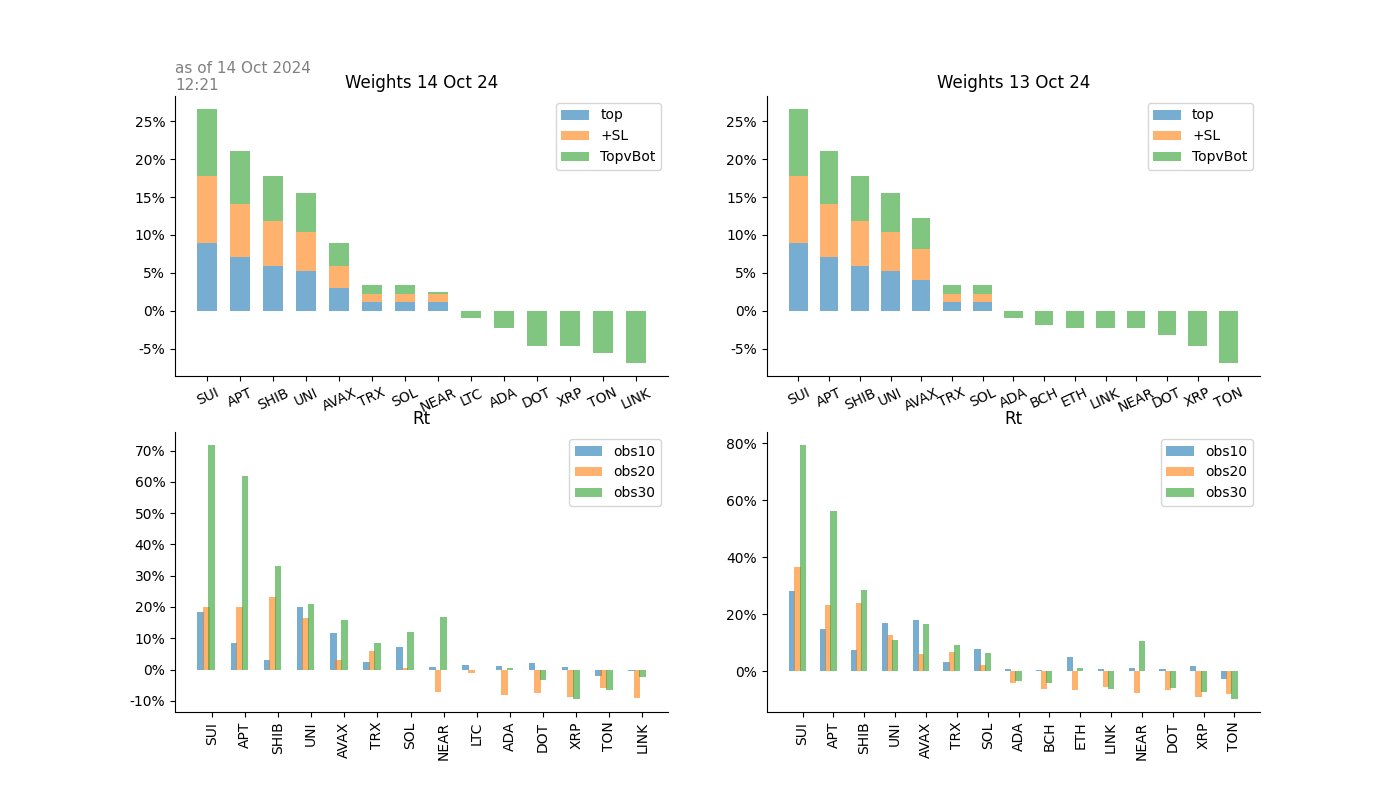 as of 14 Oct 2024
12:21
Weights 14 Oct 24
25%
20%
15%
10%
5%
0%
-5%
top
+SL
TopvBot
SUI APT SHIB UNI AVAX TRX SOL NEAR LTC ADA DOT XRP TON LINK
Weights 13 Oct 24
25%
20%
15%
10%
5%
0%
-5%
top
+SL
TopvBot
SUI APT SHIB UNI AVAX TRX SOL ADA BCH ETH LINK NEAR DOT XRP TON
Rt
70%
60%
50%
40%
30%
20%
10%
0%
-10%
obs10
obs20
obs30
SUI APT SHIB UNI AVAX TRX SOL NEAR LTC ADA DOT XRP TON LINK
Rt
80%
60%
40%
20%
0%
obs10
obs20
obs30
SUI APT SHIB UNI AVAX TRX SOL ADA BCH ETH LINK NEAR DOT XRP TON